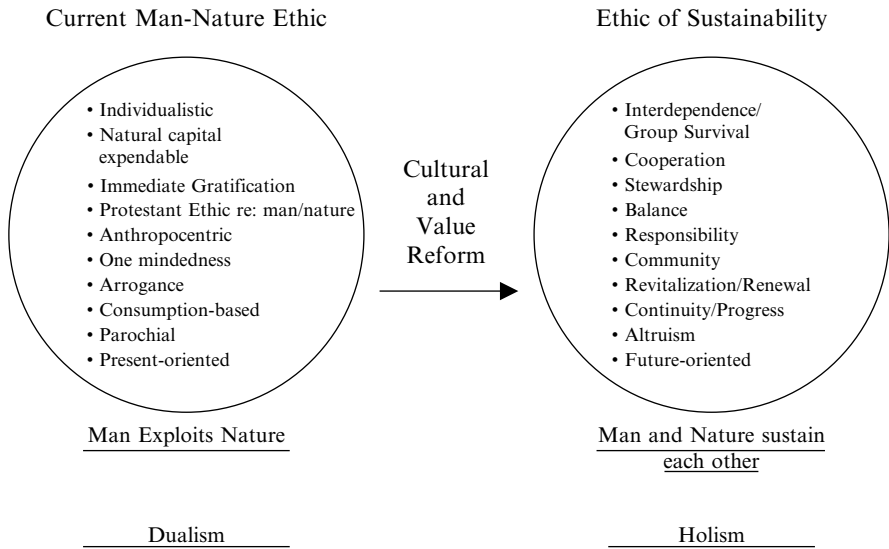 Current Man-Nature Ethic
• Individualistic
• Natural capital
expendable
• Immediate Gratification
• Protestant Ethic re: man/nature
• Anthropocentric
• One mindedness
• Arrogance
• Consumption-based
• Parochial
• Present-oriented
Man Exploits Nature
Dualism
Cultural
and
Value
Reform
Ethic of Sustainability
• Interdependence/
Group Survival
• Cooperation
• Stewardship
• Balance
• Responsibility
• Community
• Revitalization/Renewal
• Continuity/Progress
• Altruism
• Future-oriented
Man and Nature sustain
each other
Holism